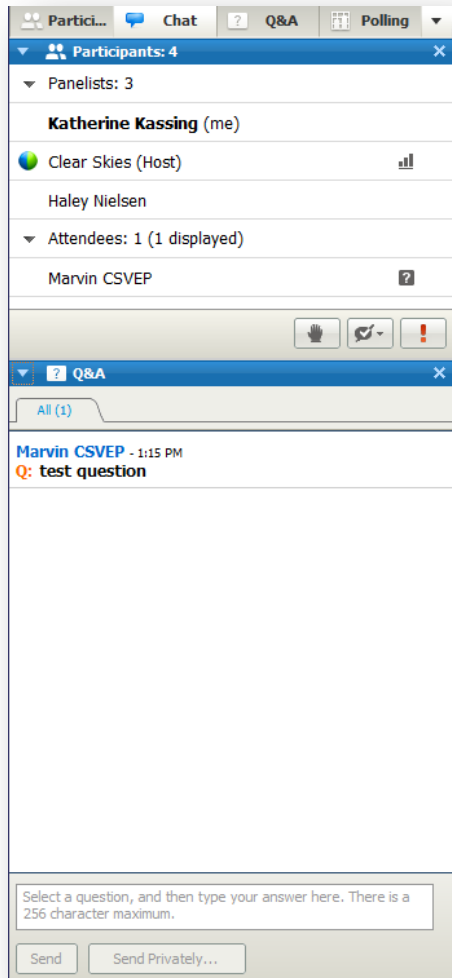 Partici... Chat ? Q&A Polling
Participants: 4
Panelists: 3
Katherine Kassing (me)
Clear Skies (Host)
Haley Nielsen
Attendees: 1 (1 displayed)
Marvin CSVEP ?
!
? Q&A
All (1)
Marvin CSVEP - 1:15 PM
Q: test question
Select a question, and then type your answer here. There is a
256 character maximum.
Send Send Privately...